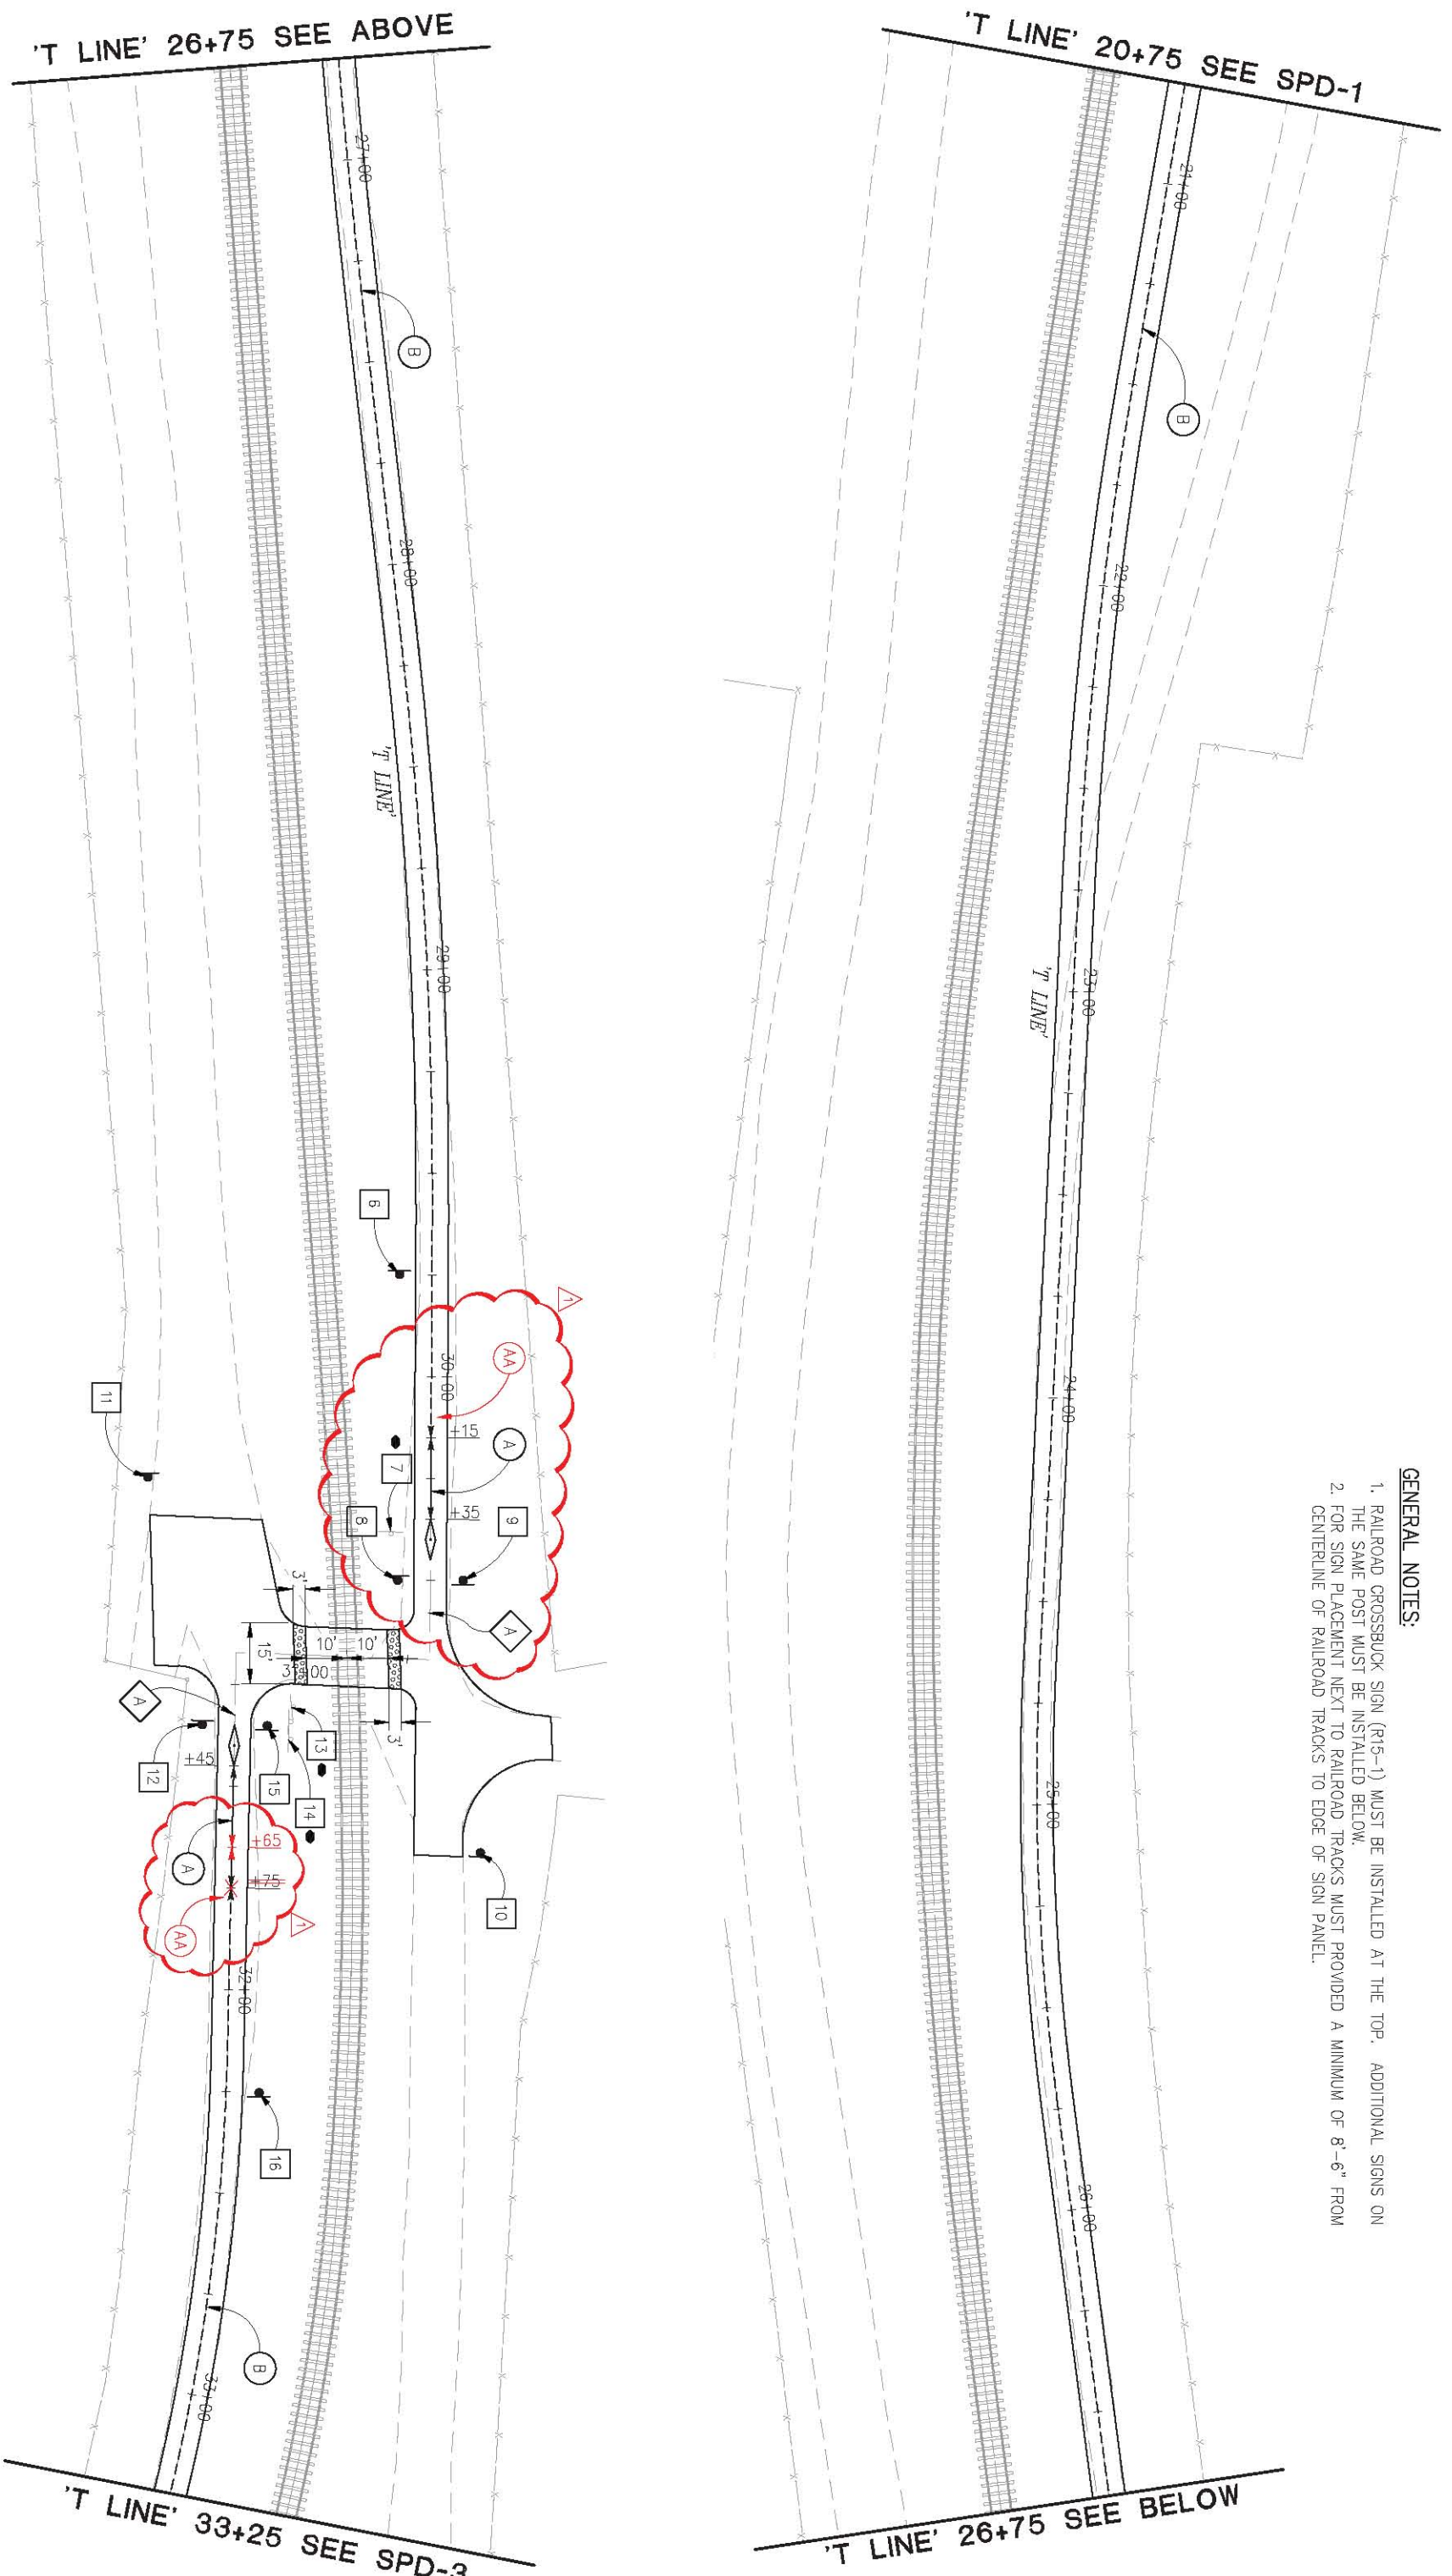 'T LINE' 20+75 SEE SPD-1
21+00
B
22+00
23+00
'T LINE'
24+00
25+00
26+00
'T LINE' 26+75 SEE BELOW
GENERAL NOTES:
1. RAILROAD CROSSBUCK SIGN (R15-1) MUST BE INSTALLED AT THE TOP. ADDITIONAL SIGNS ON
THE SAME POST MUST BE INSTALLED BELOW.
2. FOR SIGN PLACEMENT NEXT TO RAILROAD TRACKS MUST PROVIDED A MINIMUM OF 8'-6" FROM
CENTERLINE OF RAILROAD TRACKS TO EDGE OF SIGN PANEL.
'T LINE' 26+75 SEE ABOVE
27+00
B
28+00
'T LINE'
29+00
6
1
AA
30+00
+15
A
7
+35
8
9
11
3'
A
10'
10'
15'
31+00
A
3'
12
+45
13
15
14
+65
A
+75
10
AA
1
32+00
16
B
33+00
'T LINE' 33+25 SEE SPD-3